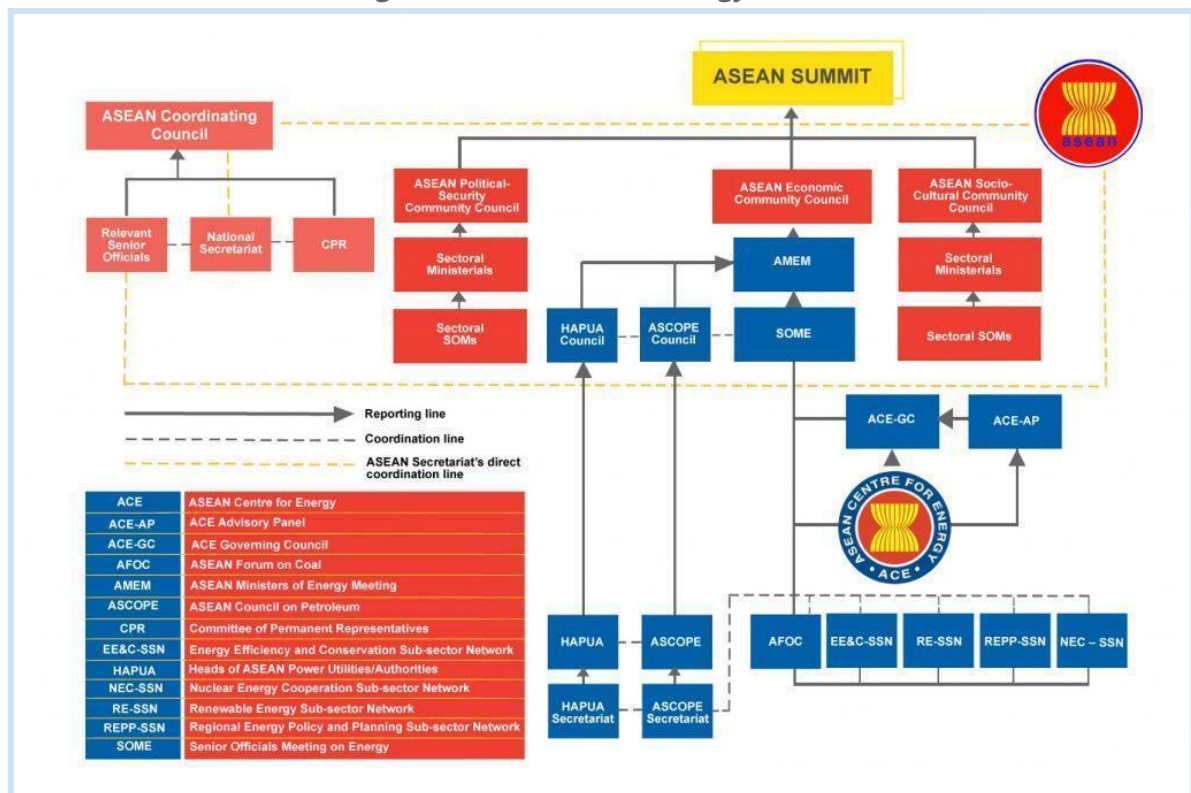 ASEAN SUMMIT
ASEAN Coordinating
Council
asean
ASEAN Political-
Security
Community Council
ASEAN Economic
Community Council
ASEAN Socio-
Cultural Community
Council
Relevant
Senior
Officials
National
Secretariat
CPR
Sectoral
Ministerials
AMEM
Sectoral
Ministerials
Sectoral
SOMs
HAPUA
Council
ASCOPE
Council
SOME
Sectoral SOMs
Reporting line
Coordination line
ASEAN Secretariat's direct
coordination line
ACE-GC
ACE-AP
ASEAN CENTRE FOR ENERGY
• ACE •
ACE ASEAN Centre for Energy
ACE-AP ACE Advisory Panel
ACE-GC ACE Governing Council
AFOC ASEAN Forum on Coal
AMEM ASEAN Ministers of Energy Meeting
ASCOPE ASEAN Council on Petroleum
CPR Committee of Permanent Representatives
EE&C-SSN Energy Efficiency and Conservation Sub-sector Network
HAPUA Heads of ASEAN Power Utilities/Authorities
NEC-SSN Nuclear Energy Cooperation Sub-sector Network
RE-SSN Renewable Energy Sub-sector Network
REPP-SSN Regional Energy Policy and Planning Sub-sector Network
SOME Senior Officials Meeting on Energy
HAPUA
ASCOPE
AFOC
EE&C-SSN
RE-SSN
REPP-SSN
NEC – SSN
HAPUA
Secretariat
ASCOPE
Secretariat